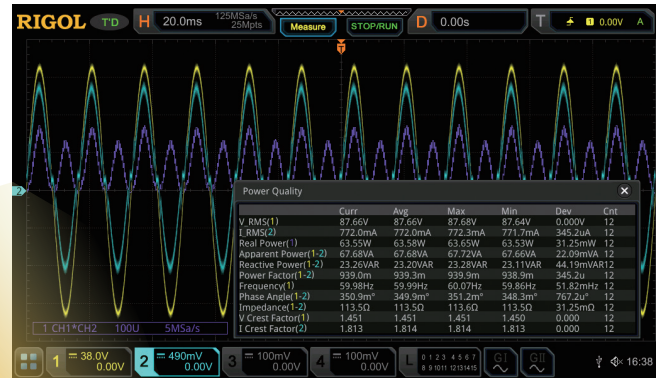 RIGOL T'D H 20.0ms 125MSa/s 25Mpts Measure STOP/RUN D 0.00s T 1 0.00V A
T
2
Power Quality
Curr Avg Max Min Dev Cnt
V_RMS(1) 87.66V 87.66V 87.68V 87.64V 0.000V 12
I_RMS(2) 772.0mA 772.0mA 772.3mA 771.7mA 345.2uA 12
Real Power(1) 63.55W 63.58W 63.65W 63.53W 31.25mW 12
Apparent Power(1-2) 67.68VA 67.68VA 67.72VA 67.66VA 22.09mVA 12
Reactive Power(1-2) 23.26VAR 23.20VAR 23.28VAR 23.11VAR 44.19mVAR 12
Power Factor(1-2) 939.0m 939.3m 939.9m 938.9m 345.2u 12
Frequency(1) 59.98Hz 59.99Hz 60.07Hz 59.86Hz 51.82mHz 12
Phase Angle(1-2) 350.9m° 349.9m° 351.2m° 348.3m° 767.2u° 12
Impedance(1-2) 113.5Ω 113.5Ω 113.6Ω 113.5Ω 31.25mΩ 12
V Crest Factor(1) 1.451 1.451 1.451 1.450 0.000 12
I Crest Factor(2) 1.813 1.814 1.814 1.813 0.000 12
1 CH1*CH2 100U 5MSa/s
1 38.0V 0.00V 2 490mV 0.00V 3 100mV 0.00V 4 100mV 0.00V L 0 1 2 3 4 5 6 7 8 9 10 11 12 13 14 15 GI GII 16:38